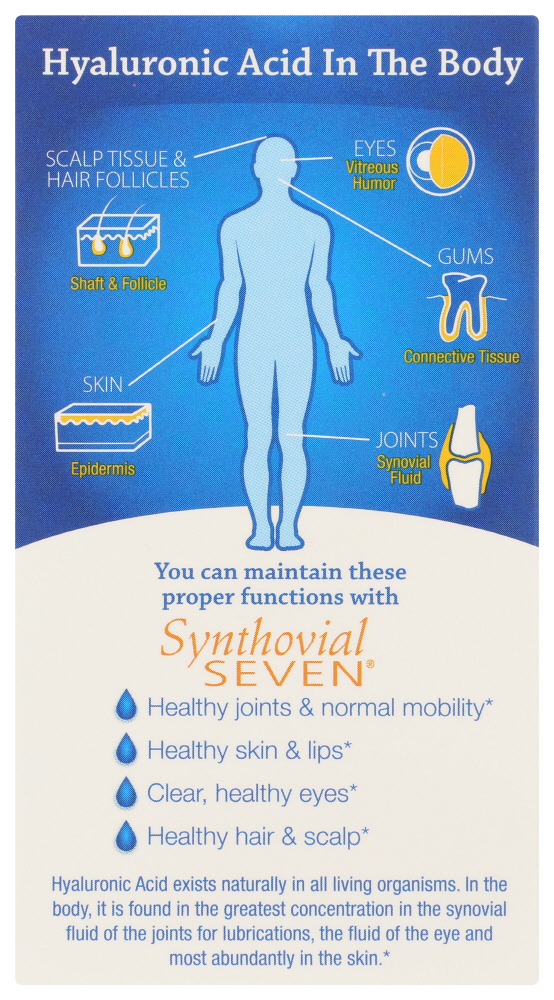 Hyaluronic Acid In The Body
SCALP TISSUE &
HAIR FOLLICLES
Shaft & Follicle
EYES
Vitreous
Humor
GUMS
Connective Tissue
SKIN
Epidermis
JOINTS
Synovial
Fluid
You can maintain these
proper functions with
Synthovial
SEVEN®
Healthy joints & normal mobility*
Healthy skin & lips*
Clear, healthy eyes*
Healthy hair & scalp*
Hyaluronic Acid exists naturally in all living organisms. In the
body, it is found in the greatest concentration in the synovial
fluid of the joints for lubrications, the fluid of the eye and
most abundantly in the skin.*